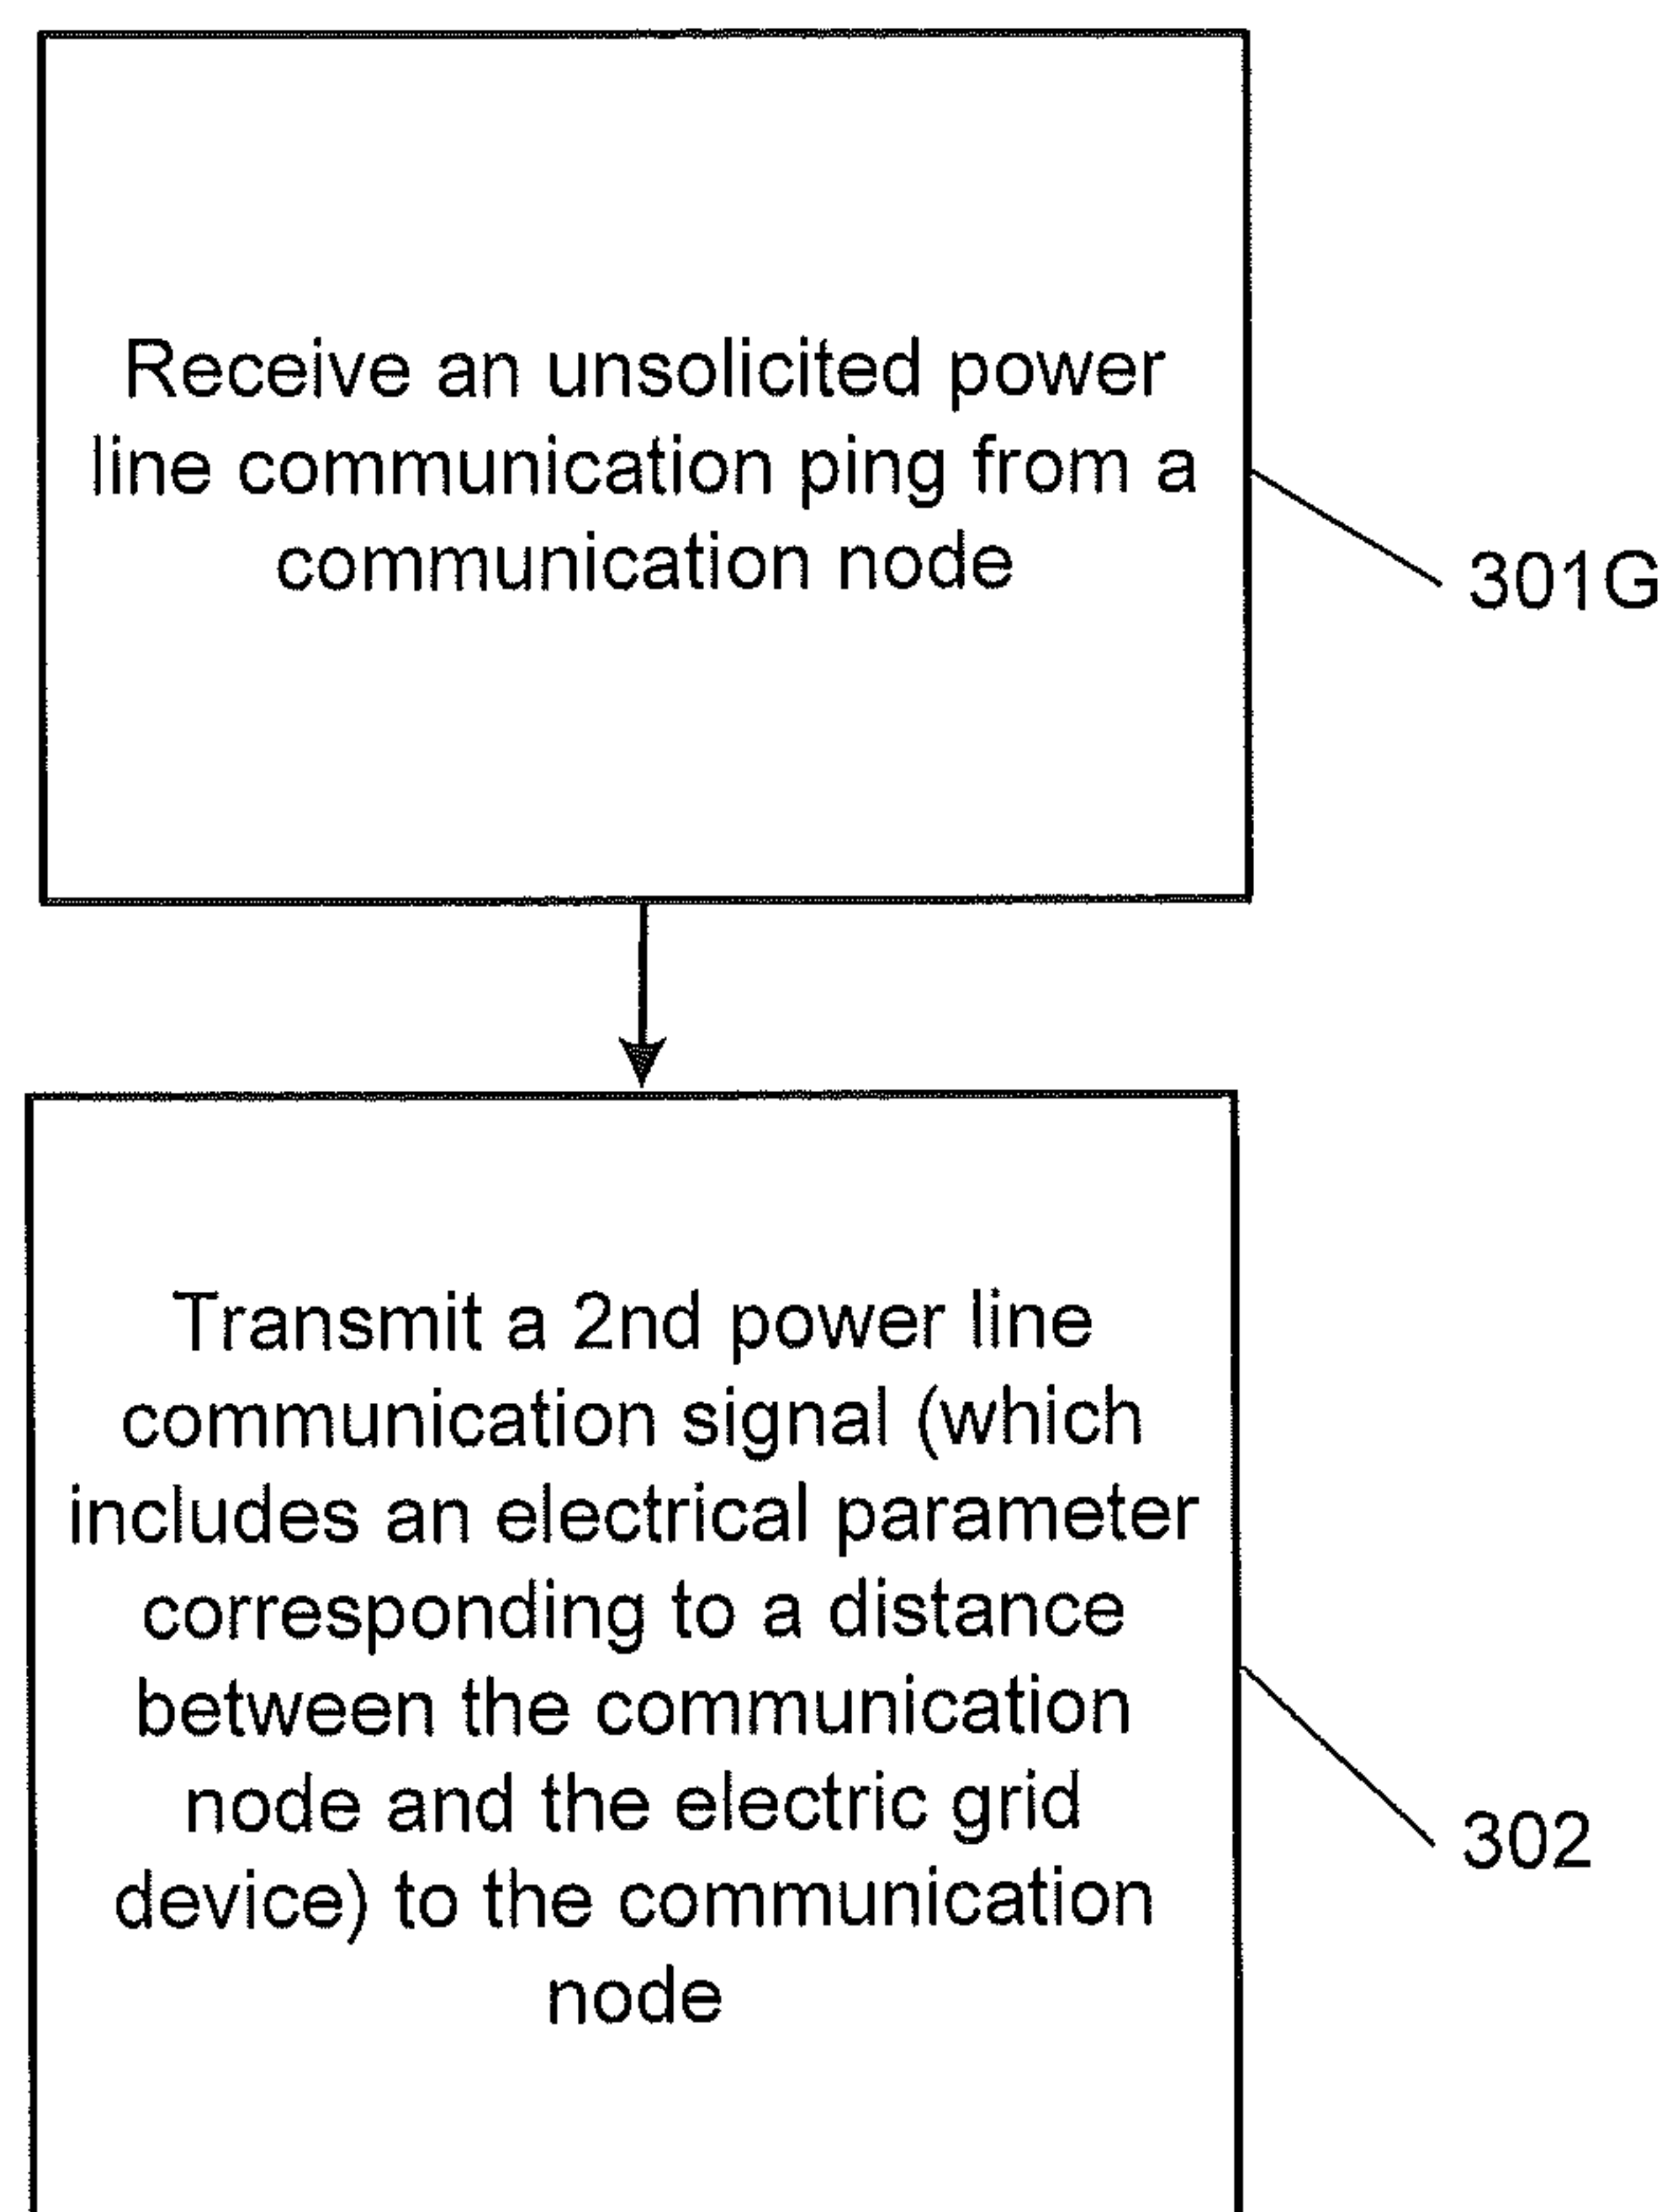 Receive an unsolicited power
line communication ping from a
communication node
301G
Transmit a 2nd power line
communication signal (which
includes an electrical parameter
corresponding to a distance
between the communication
node and the electric grid
device) to the communication
node
302